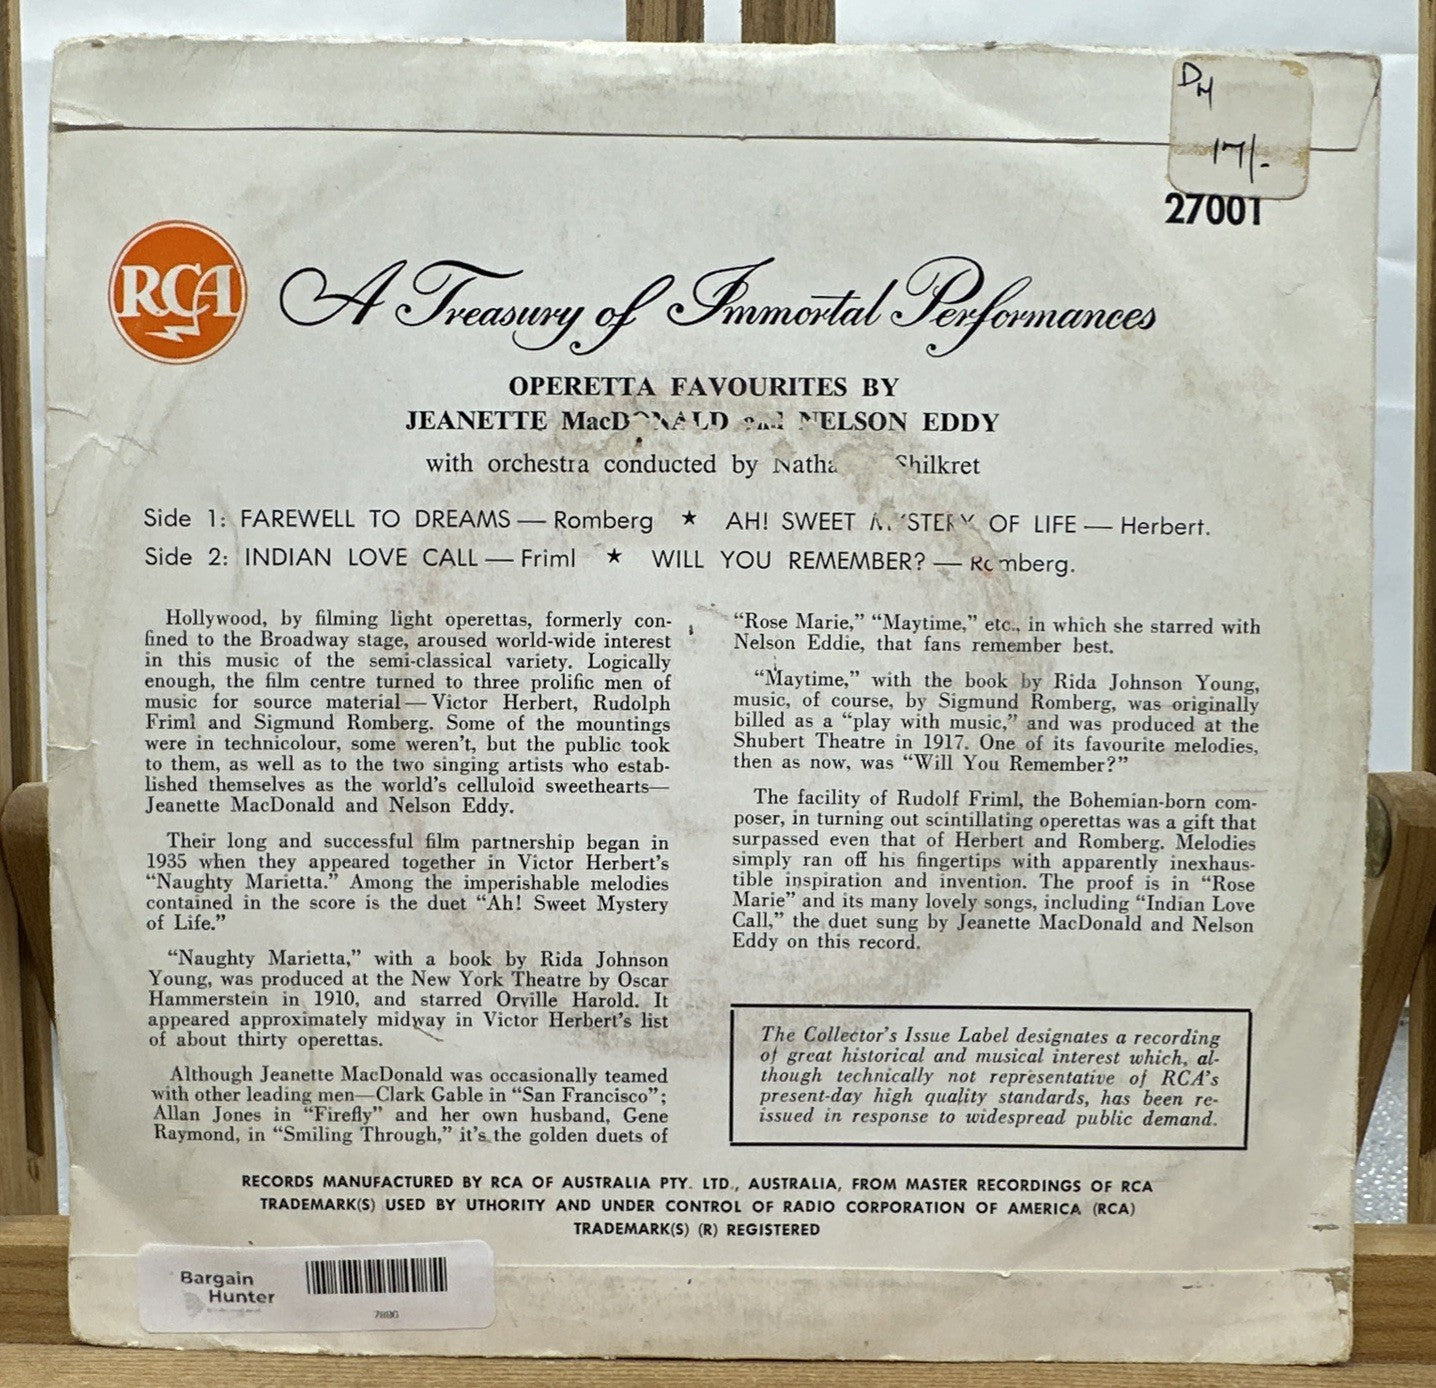 DH
17/-
27001
RCA
A Treasury of Immortal Performances
OPERETTA FAVOURITES BY
JEANETTE MacDONALD and NELSON EDDY
with orchestra conducted by Shilkret
Side 1: FAREWELL TO DREAMS — Romberg ★ AH! SWEET MYSTERY OF LIFE — Herbert.
Side 2: INDIAN LOVE CALL — Friml ★ WILL YOU REMEMBER? — Romberg.
Hollywood, by filming light operettas, formerly con-
fined to the Broadway stage, aroused world-wide interest
in this music of the semi-classical variety. Logically
enough, the film centre turned to three prolific men of
music for source material — Victor Herbert, Rudolph
Friml and Sigmund Romberg. Some of the mountings
were in technicolour, some weren't, but the public took
to them, as well as to the two singing artists who estab-
lished themselves as the world's celluloid sweethearts—
Jeanette MacDonald and Nelson Eddy.
Their long and successful film partnership began in
1935 when they appeared together in Victor Herbert's
"Naughty Marietta." Among the imperishable melodies
contained in the score is the duet "Ah! Sweet Mystery
of Life."
"Naughty Marietta," with a book by Rida Johnson
Young, was produced at the New York Theatre by Oscar
Hammerstein in 1910, and starred Orville Harold. It
appeared approximately midway in Victor Herbert's list
of about thirty operettas.
Although Jeanette MacDonald was occasionally teamed
with other leading men—Clark Gable in "San Francisco";
Allan Jones in "Firefly" and her own husband, Gene
Raymond, in "Smiling Through," it's the golden duets of
"Rose Marie," "Maytime," etc., in which she starred with
Nelson Eddie, that fans remember best.
"Maytime," with the book by Rida Johnson Young,
music, of course, by Sigmund Romberg, was originally
billed as a "play with music," and was produced at the
Shubert Theatre in 1917. One of its favourite melodies,
then as now, was "Will You Remember?"
The facility of Rudolf Friml, the Bohemian-born com-
poser, in turning out scintillating operettas was a gift that
surpassed even that of Herbert and Romberg. Melodies
simply ran off his fingertips with apparently inexhaus-
tible inspiration and invention. The proof is in "Rose
Marie" and its many lovely songs, including "Indian Love
Call," the duet sung by Jeanette MacDonald and Nelson
Eddy on this record.
The Collector's Issue Label designates a recording
of great historical and musical interest which, al-
though technically not representative of RCA's
present-day high quality standards, has been re-
issued in response to widespread public demand.
RECORDS MANUFACTURED BY RCA OF AUSTRALIA PTY. LTD., AUSTRALIA, FROM MASTER RECORDINGS OF RCA
TRADEMARK(S) USED BY UTHORITY AND UNDER CONTROL OF RADIO CORPORATION OF AMERICA (RCA)
TRADEMARK(S) (R) REGISTERED
Bargain
Hunter